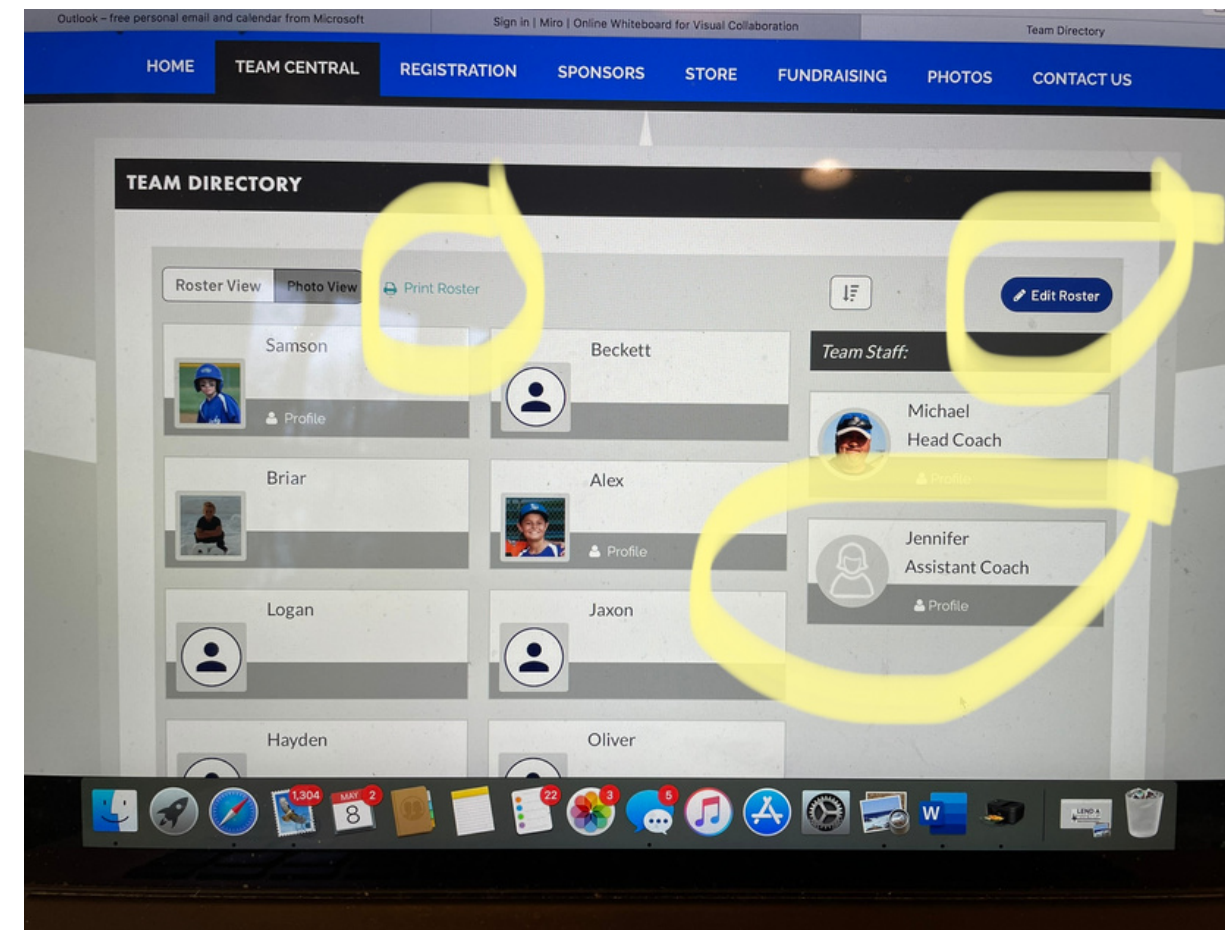 Outlook – free personal email and calendar from Microsoft
Sign in | Miro | Online Whiteboard for Visual Collaboration
Team Directory
HOME TEAM CENTRAL REGISTRATION SPONSORS STORE FUNDRAISING PHOTOS CONTACT US
TEAM DIRECTORY
Roster View Photo View Print Roster Edit Roster
Samson
Profile
Beckett
Team Staff:
Michael
Head Coach
Profile
Briar
Alex
Profile
Jennifer
Assistant Coach
Profile
Logan
Jaxon
Hayden
Oliver
1,304
MAY 2
8
22
3
5
W
LEND A